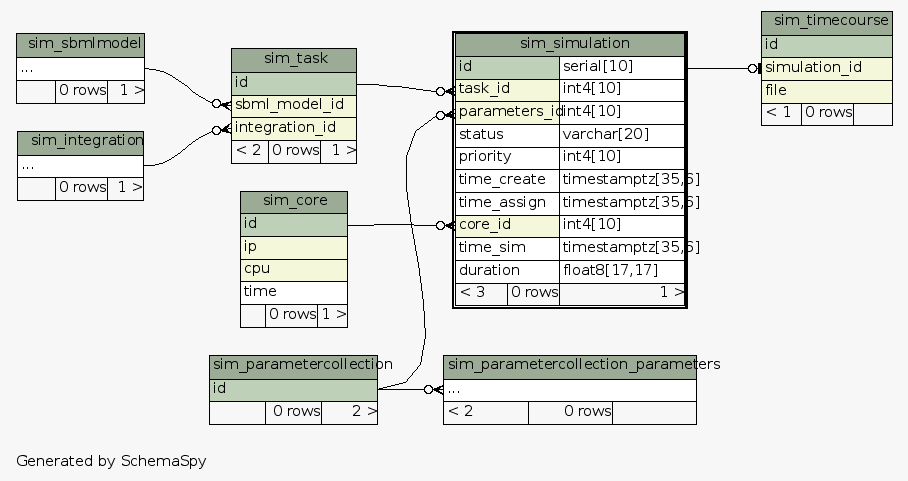 sim_sbmlmodel
...
0 rows 1 >
sim_integration
...
0 rows 1 >
sim_task
id
sbml_model_id
integration_id
< 2 0 rows 1 >
sim_core
id
ip
cpu
time
0 rows 1 >
sim_parametercollection
id
0 rows 2 >
sim_simulation
id serial[10]
task_id int4[10]
parameters_id int4[10]
status varchar[20]
priority int4[10]
time_create timestamptz[35,6]
time_assign timestamptz[35,6]
core_id int4[10]
time_sim timestamptz[35,6]
duration float8[17,17]
< 3 0 rows 1 >
sim_parametercollection_parameters
...
< 2 0 rows
sim_timecourse
id
simulation_id
file
< 1 0 rows
Generated by SchemaSpy